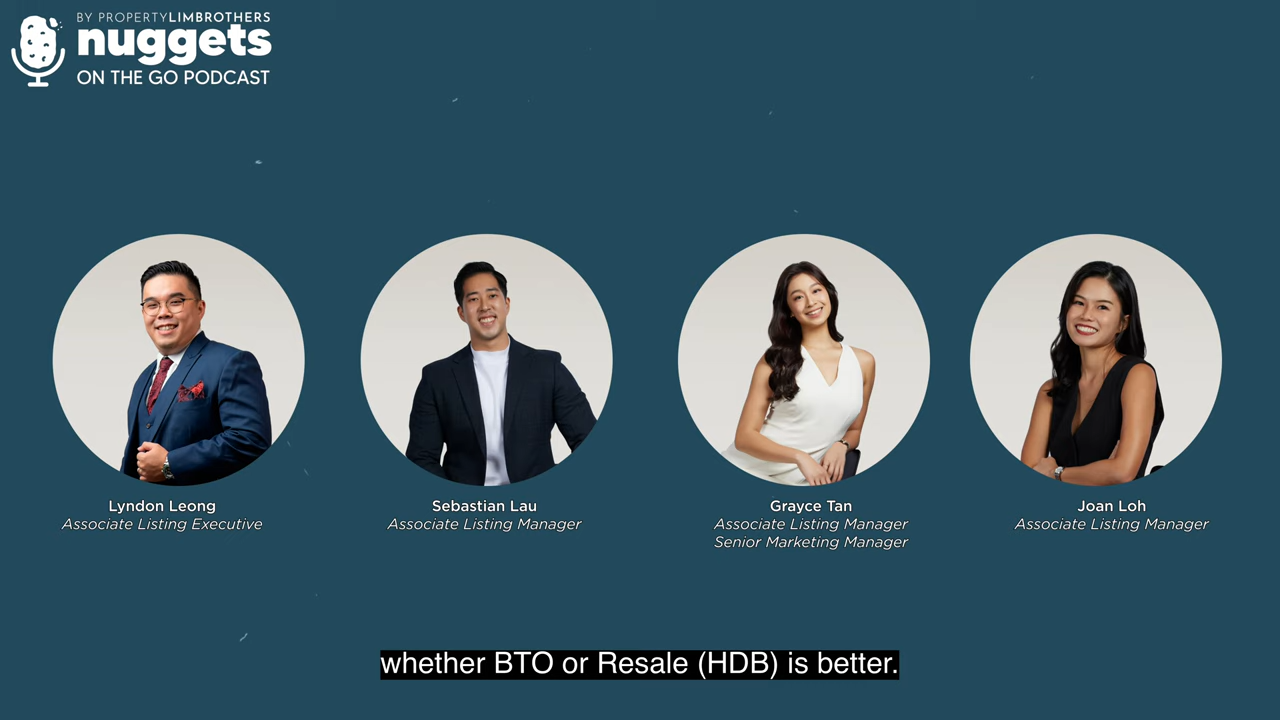 BY PROPERTYLIMBROTHERS
nuggets
ON THE GO PODCAST
Lyndon Leong
Associate Listing Executive
Sebastian Lau
Associate Listing Manager
Grayce Tan
Associate Listing Manager
Senior Marketing Manager
Joan Loh
Associate Listing Manager
whether BTO or Resale (HDB) is better.